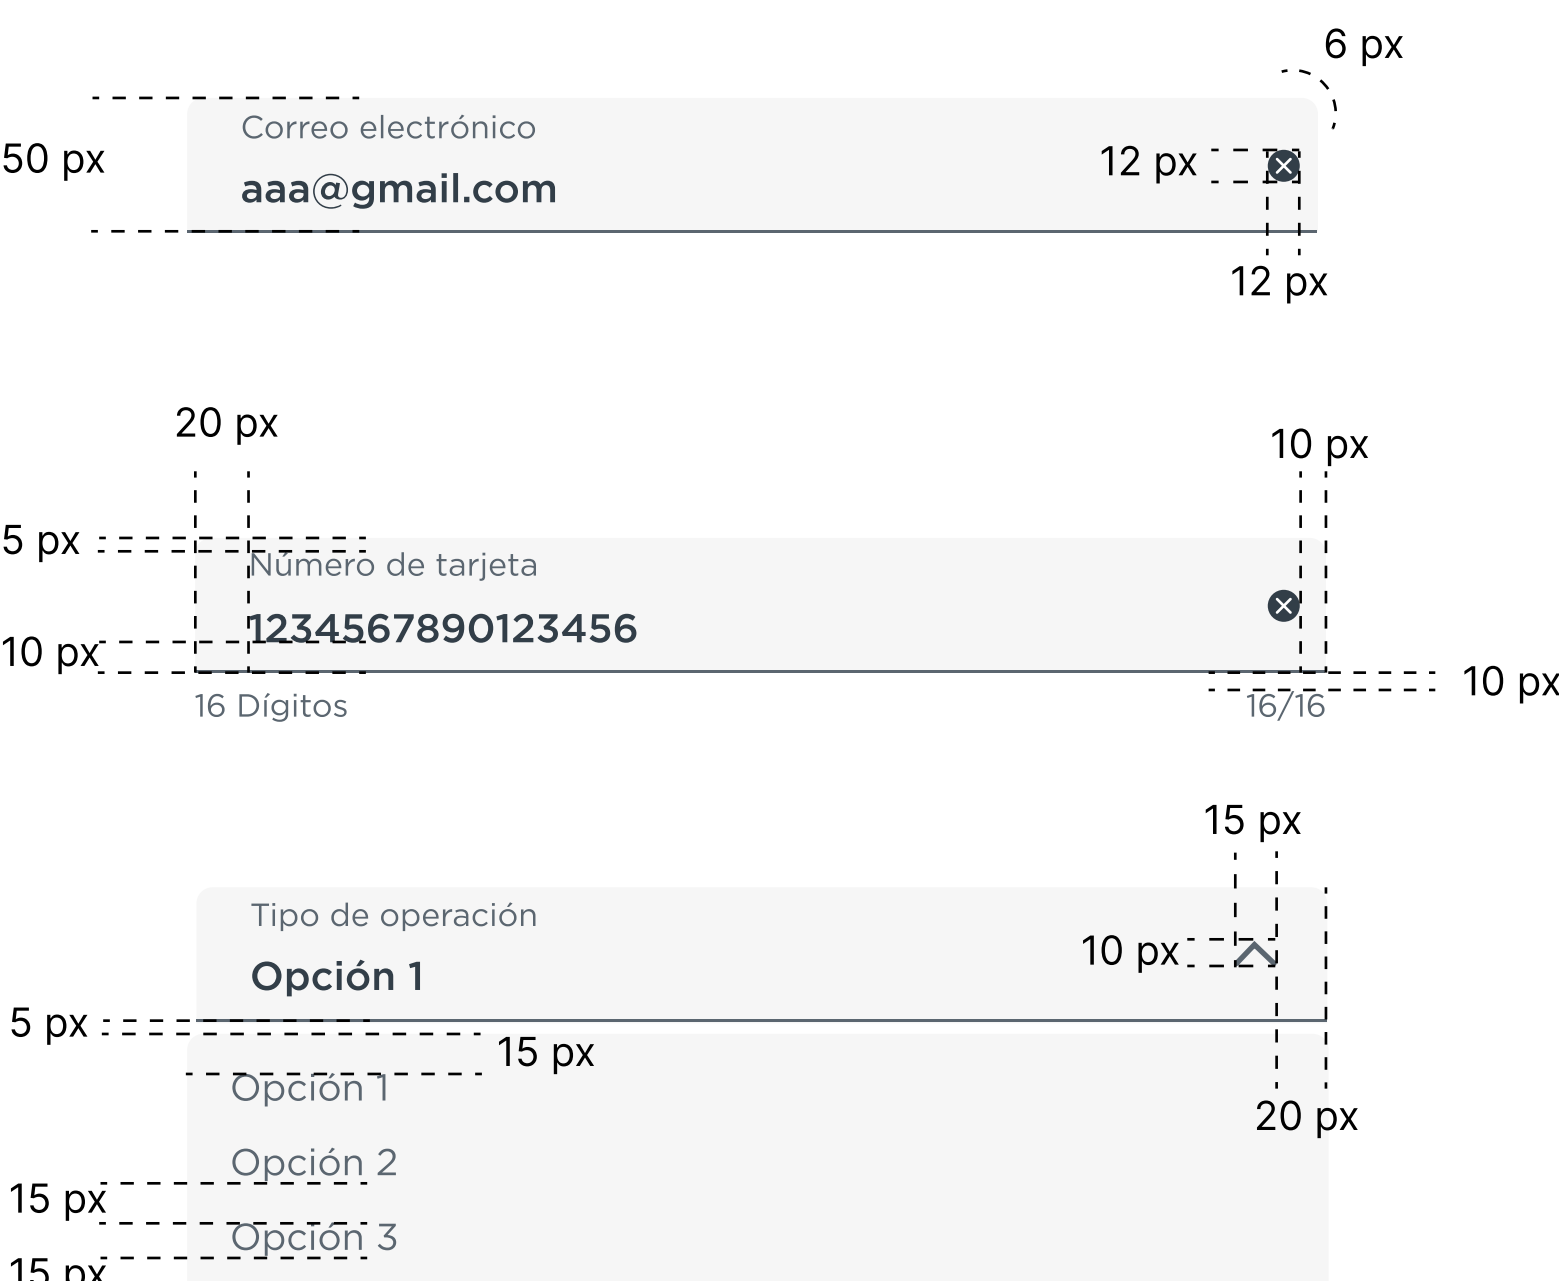 6 px
Correo electrónico
50 px
12 px
aaa@gmail.com
12 px
20 px
10 px
5 px
Número de tarjeta
1234567890123456
10 px
10 px
16 Dígitos
16/16
15 px
Tipo de operación
10 px
Opción 1
5 px
15 px
Opción 1
20 px
Opción 2
15 px
Opción 3
15 px